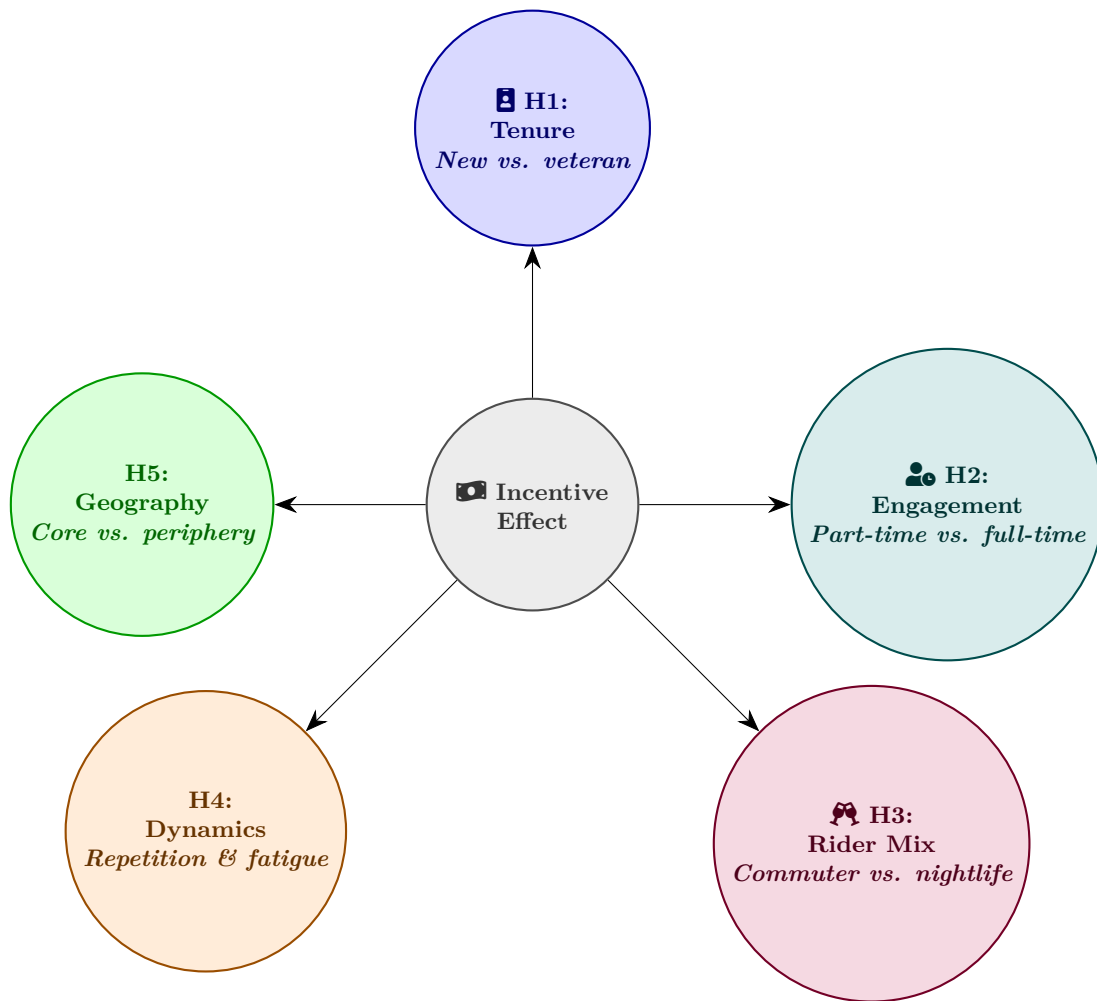 H1:
Tenure
New vs. veteran
H5:
Geography
Core vs. periphery
Incentive
Effect
H2:
Engagement
Part-time vs. full-time
H4:
Dynamics
Repetition & fatigue
H3:
Rider Mix
Commuter vs. nightlife